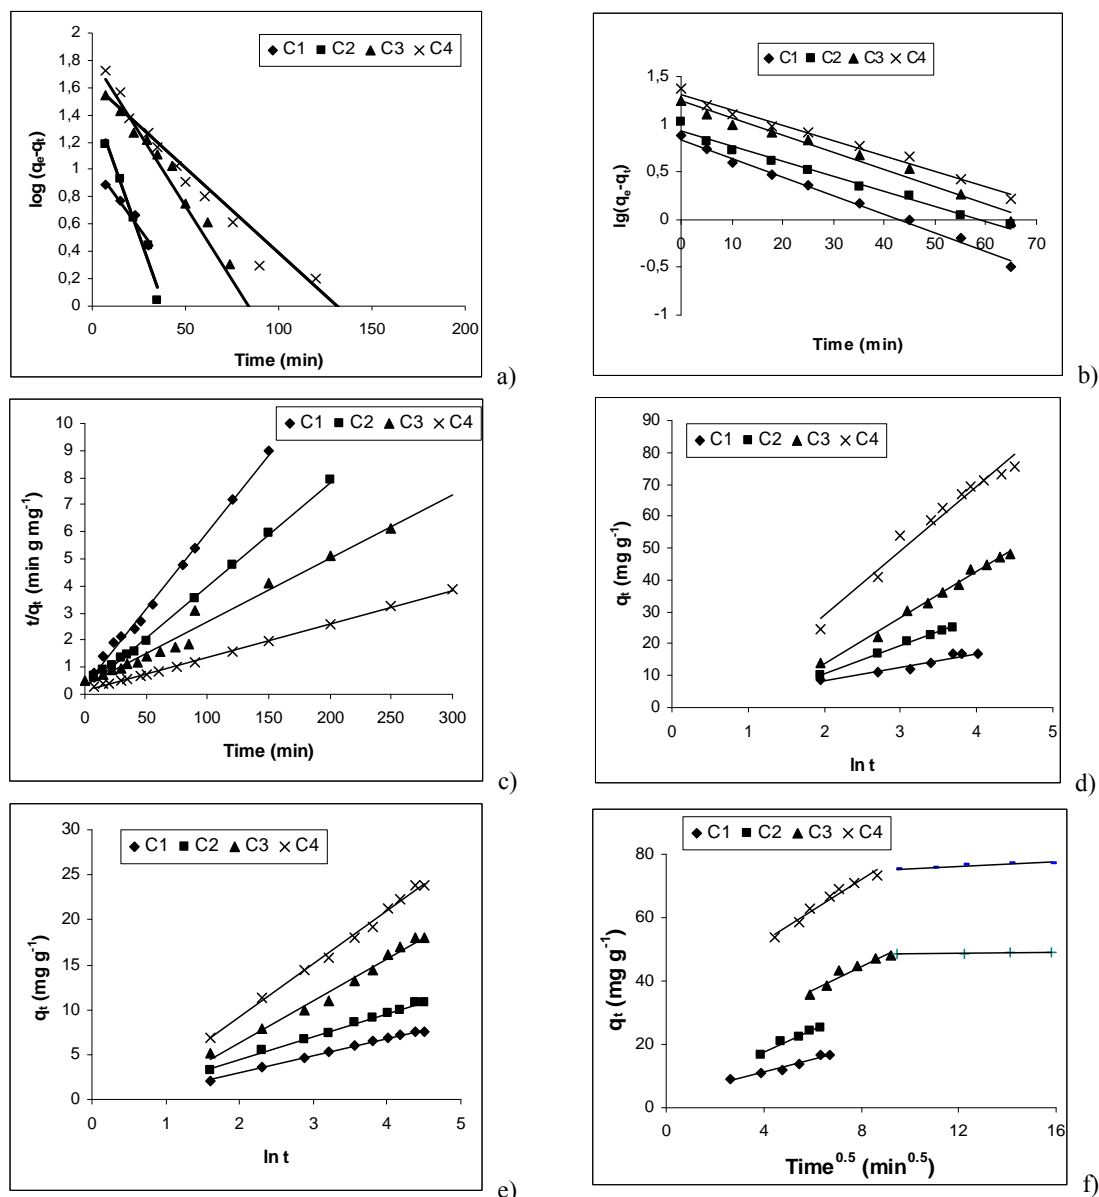 2
1,8
1,6
1,4
1,2
1
0,8
0,6
0,4
0,2
0
C1 C2 C3 C4
log (qe-qt)
0 50 100 150 200
Time (min)
a)
C1 C2 C3 C4
1,5
1
0,5
0
-0,5
-1
lg(qe-qt)
0 10 20 30 40 50 60 70
Time (min)
b)
C1 C2 C3 C4
10
9
8
7
6
5
4
3
2
1
0
t/qt (min g mg-1)
0 50 100 150 200 250 300
Time (min)
c)
90
80
70
60
50
40
30
20
10
0
C1 C2 C3 C4
qt (mg g-1)
0 1 2 3 4 5
ln t
d)
30
25
20
15
10
5
0
C1 C2 C3 C4
qt (mg g-1)
0 1 2 3 4 5
ln t
e)
C1 C2 C3 C4
80
60
40
20
0
qt (mg g-1)
0 4 8 12 16
Time0.5 (min0.5)
f)